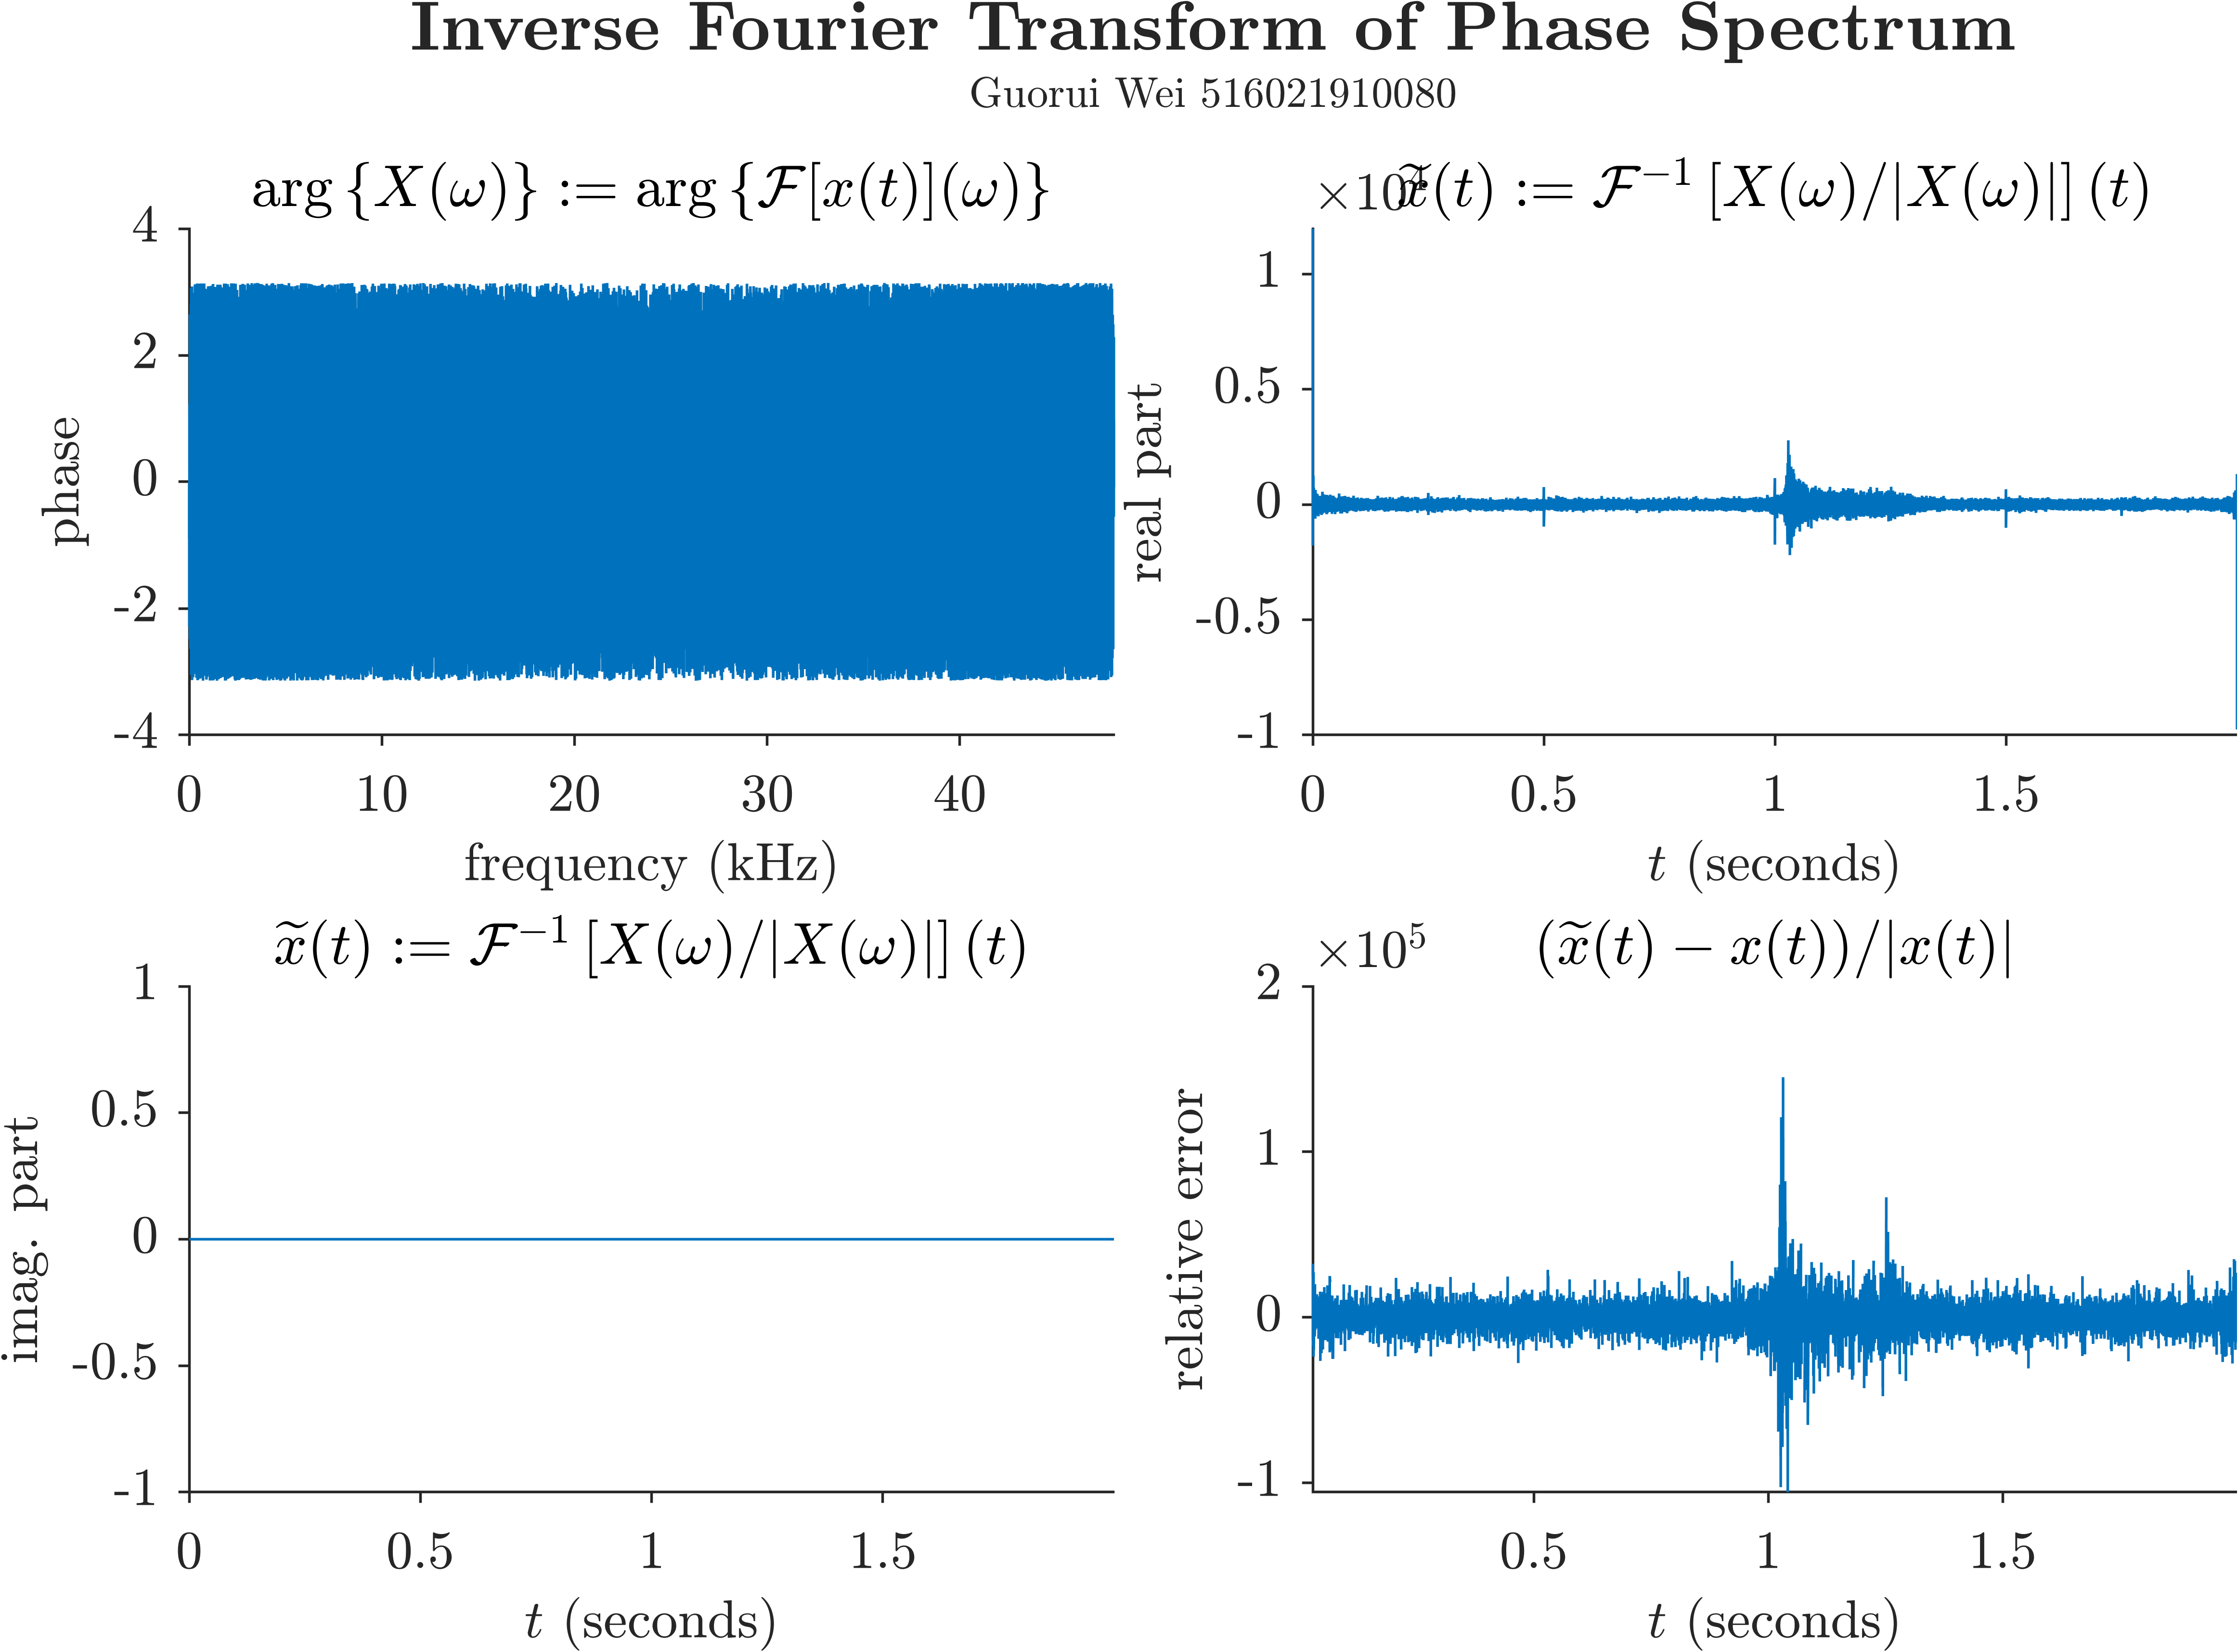 Inverse Fourier Transform of Phase Spectrum
Guorui Wei 516021910080
arg {X(ω)} := arg {ℱ[x(t)](ω)}
4
2
0
-2
-4
phase
0 10 20 30 40
frequency (kHz)
x̃(t) := ℱ⁻¹ [X(ω)/|X(ω)|] (t)
×10⁴
1
0.5
0
-0.5
-1
real part
0 0.5 1 1.5
t (seconds)
x̃(t) := ℱ⁻¹ [X(ω)/|X(ω)|] (t)
1
0.5
0
-0.5
-1
imag. part
0 0.5 1 1.5
t (seconds)
(x̃(t) − x(t))/|x(t)|
×10⁵
2
1
0
-1
relative error
0.5 1 1.5
t (seconds)